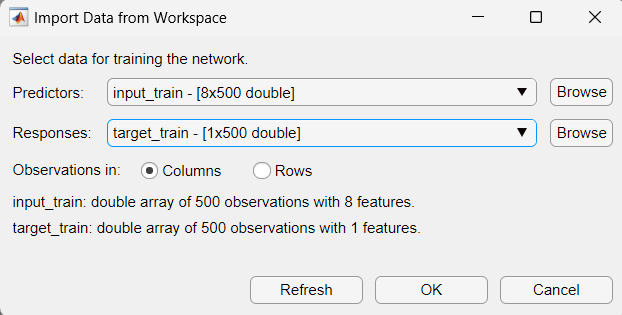 Import Data from Workspace
Select data for training the network.
Predictors: input_train - [8x500 double] Browse
Responses: target_train - [1x500 double] Browse
Observations in: Columns Rows
input_train: double array of 500 observations with 8 features.
target_train: double array of 500 observations with 1 features.
Refresh OK Cancel